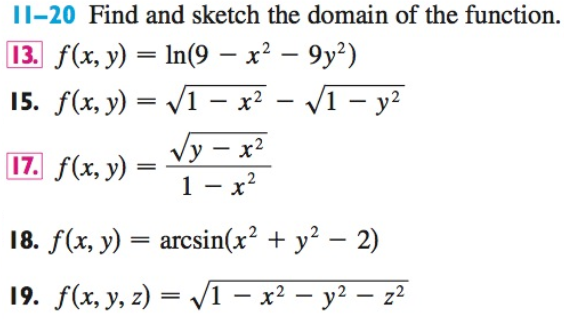 11–20 Find and sketch the domain of the function.
13. f(x, y) = ln(9 − x² − 9y²)
15. f(x, y) = √(1 − x²) − √(1 − y²)
17. f(x, y) = √(y − x²) / (1 − x²)
18. f(x, y) = arcsin(x² + y² − 2)
19. f(x, y, z) = √(1 − x² − y² − z²)